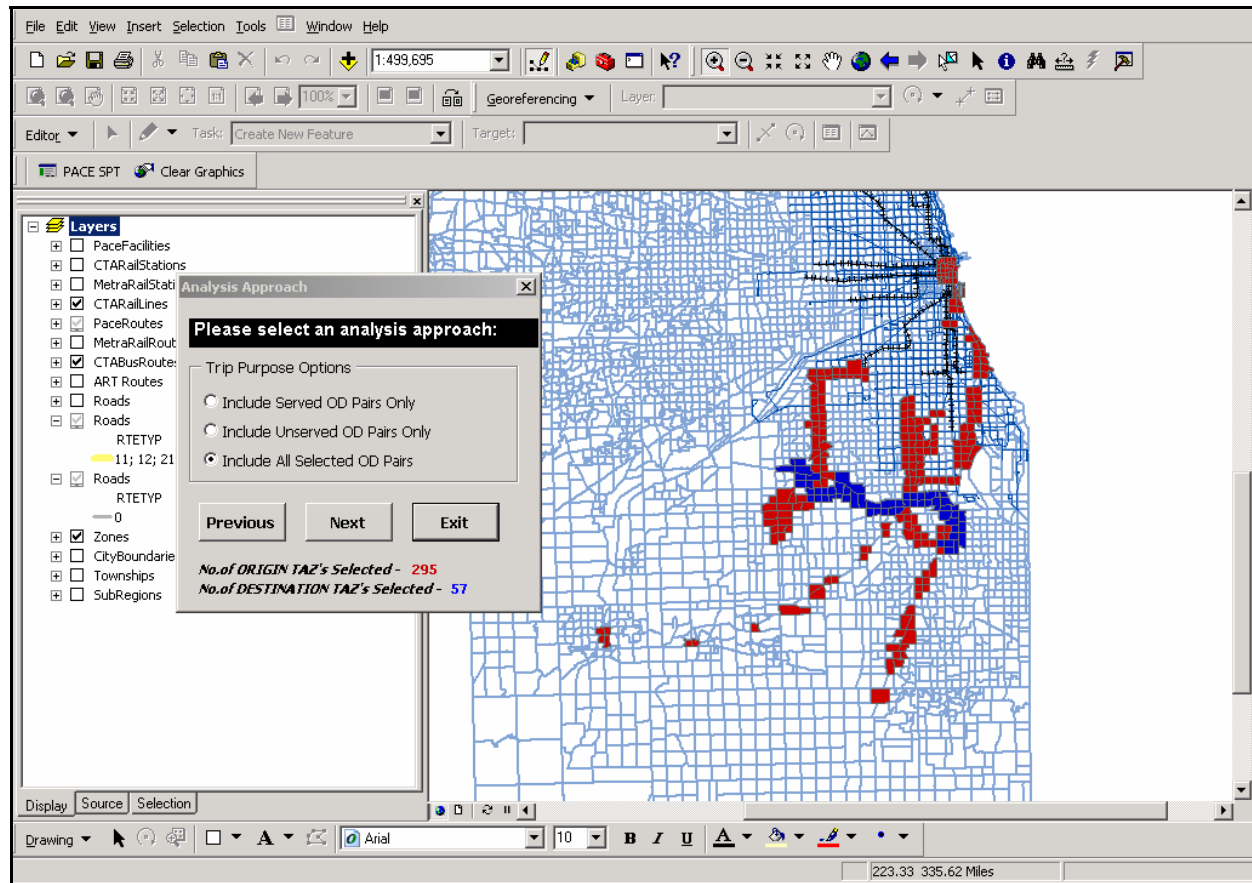 File Edit View Insert Selection Tools Window Help
1:499,695
100% Georeferencing Layer:
Editor Task: Create New Feature Target:
PACE SPT Clear Graphics
Layers
PaceFacilities
CTARailStations
MetraRailStati
CTARailLines
PaceRoutes
MetraRailRout
CTABusRoutes
ART Routes
Roads
Roads
RTETYP
11; 12; 21
Roads
RTETYP
0
Zones
CityBoundarie
Townships
SubRegions
Analysis Approach
Please select an analysis approach:
Trip Purpose Options
Include Served OD Pairs Only
Include Unserved OD Pairs Only
Include All Selected OD Pairs
Previous Next Exit
No.of ORIGIN TAZ's Selected - 295
No.of DESTINATION TAZ's Selected - 57
Display Source Selection
Drawing A Arial 10 B I U A
223.33 335.62 Miles